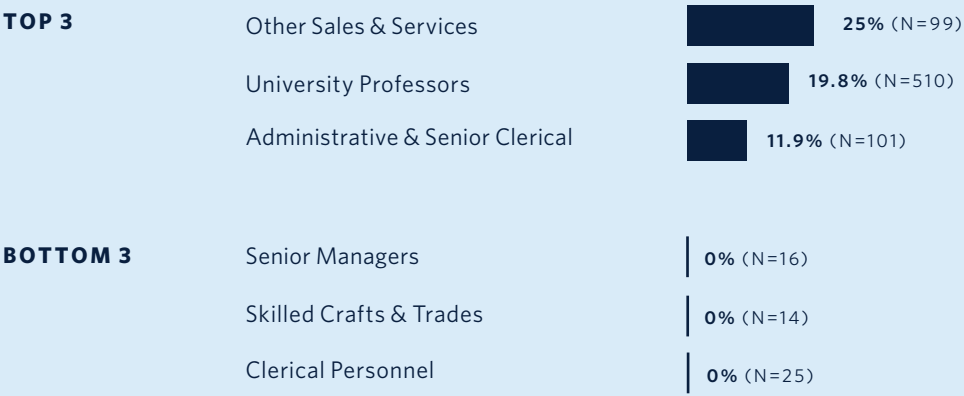 TOP 3
Other Sales & Services 25% (N=99)
University Professors 19.8% (N=510)
Administrative & Senior Clerical 11.9% (N=101)
BOTTOM 3
Senior Managers 0% (N=16)
Skilled Crafts & Trades 0% (N=14)
Clerical Personnel 0% (N=25)